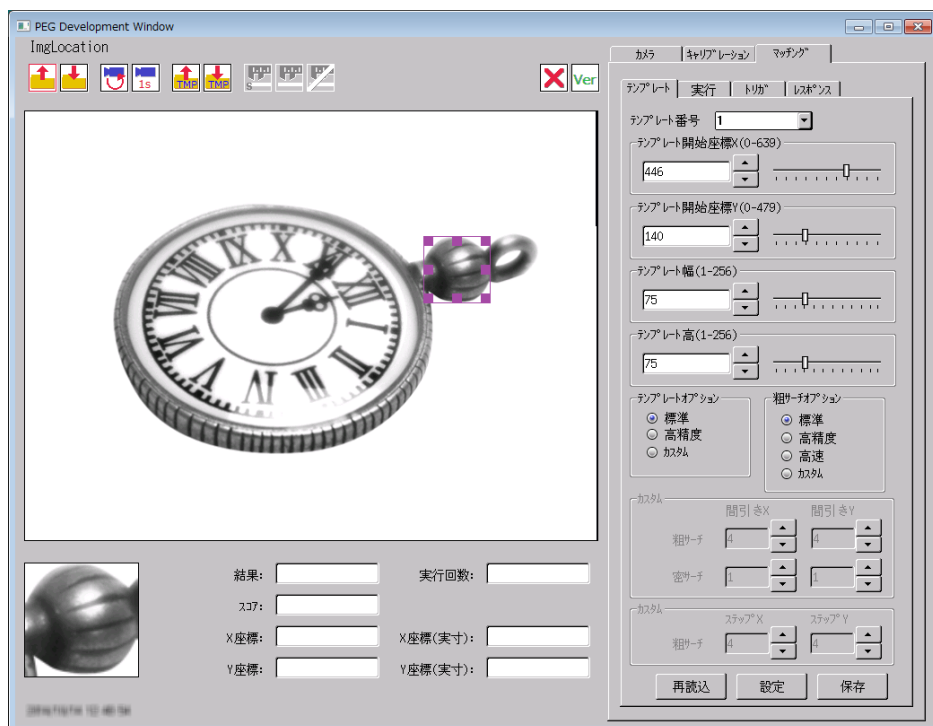 PEG Development Window
ImgLocation
1s
TMP
TMP
S
Ver
カメラ
キャリブレーション
マッチング
テンプレート
実行
トリガ
レスポンス
テンプレート番号 1
テンプレート開始座標X(0-639)
446
テンプレート開始座標Y(0-479)
140
テンプレート幅(1-256)
75
テンプレート高(1-256)
75
テンプレートオプション
標準
高精度
カスタム
粗サーチオプション
標準
高精度
高速
カスタム
カスタム
間引きX 間引きY
粗サーチ 4 4
密サーチ 1 1
カスタム
ステップX ステップY
粗サーチ 4 4
再読込 設定 保存
XII
I
II
III
IIII
V
VI
VII
VIII
IX
X
XI
結果: 実行回数:
スコア:
X座標: X座標(実寸):
Y座標: Y座標(実寸):